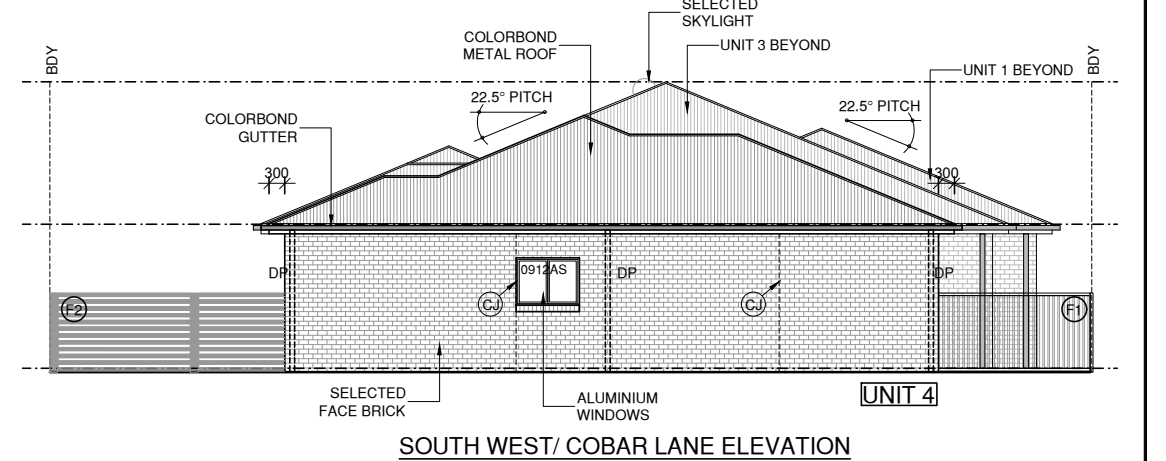 SELECTED
SKYLIGHT
COLORBOND
METAL ROOF
UNIT 3 BEYOND
BDY
BDY
UNIT 1 BEYOND
22.5° PITCH
22.5° PITCH
COLORBOND
GUTTER
300
300
DP
0912AS
DP
DP
F2
CJ
CJ
F1
SELECTED
FACE BRICK
ALUMINIUM
WINDOWS
UNIT 4
SOUTH WEST/ COBAR LANE ELEVATION